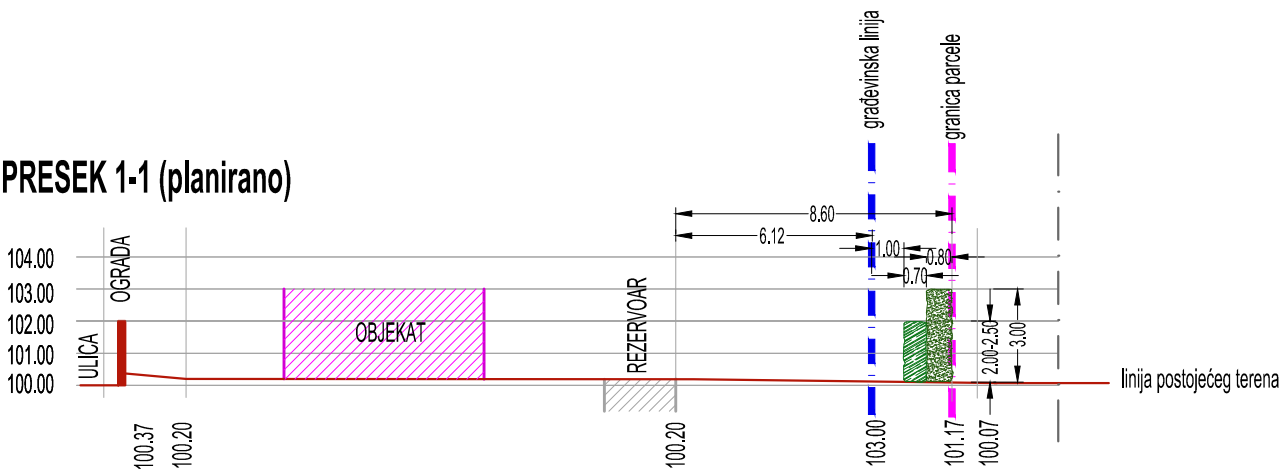 građevinska linija
granica parcele
PRESEK 1-1 (planirano)
8.60
6.12
1.00
0.80
0.70
104.00
103.00
102.00
101.00
100.00
ULICA
OGRADA
OBJEKAT
REZERVOAR
2.00-2.50
3.00
linija postojećeg terena
100.37
100.20
100.20
103.00
101.17
100.07